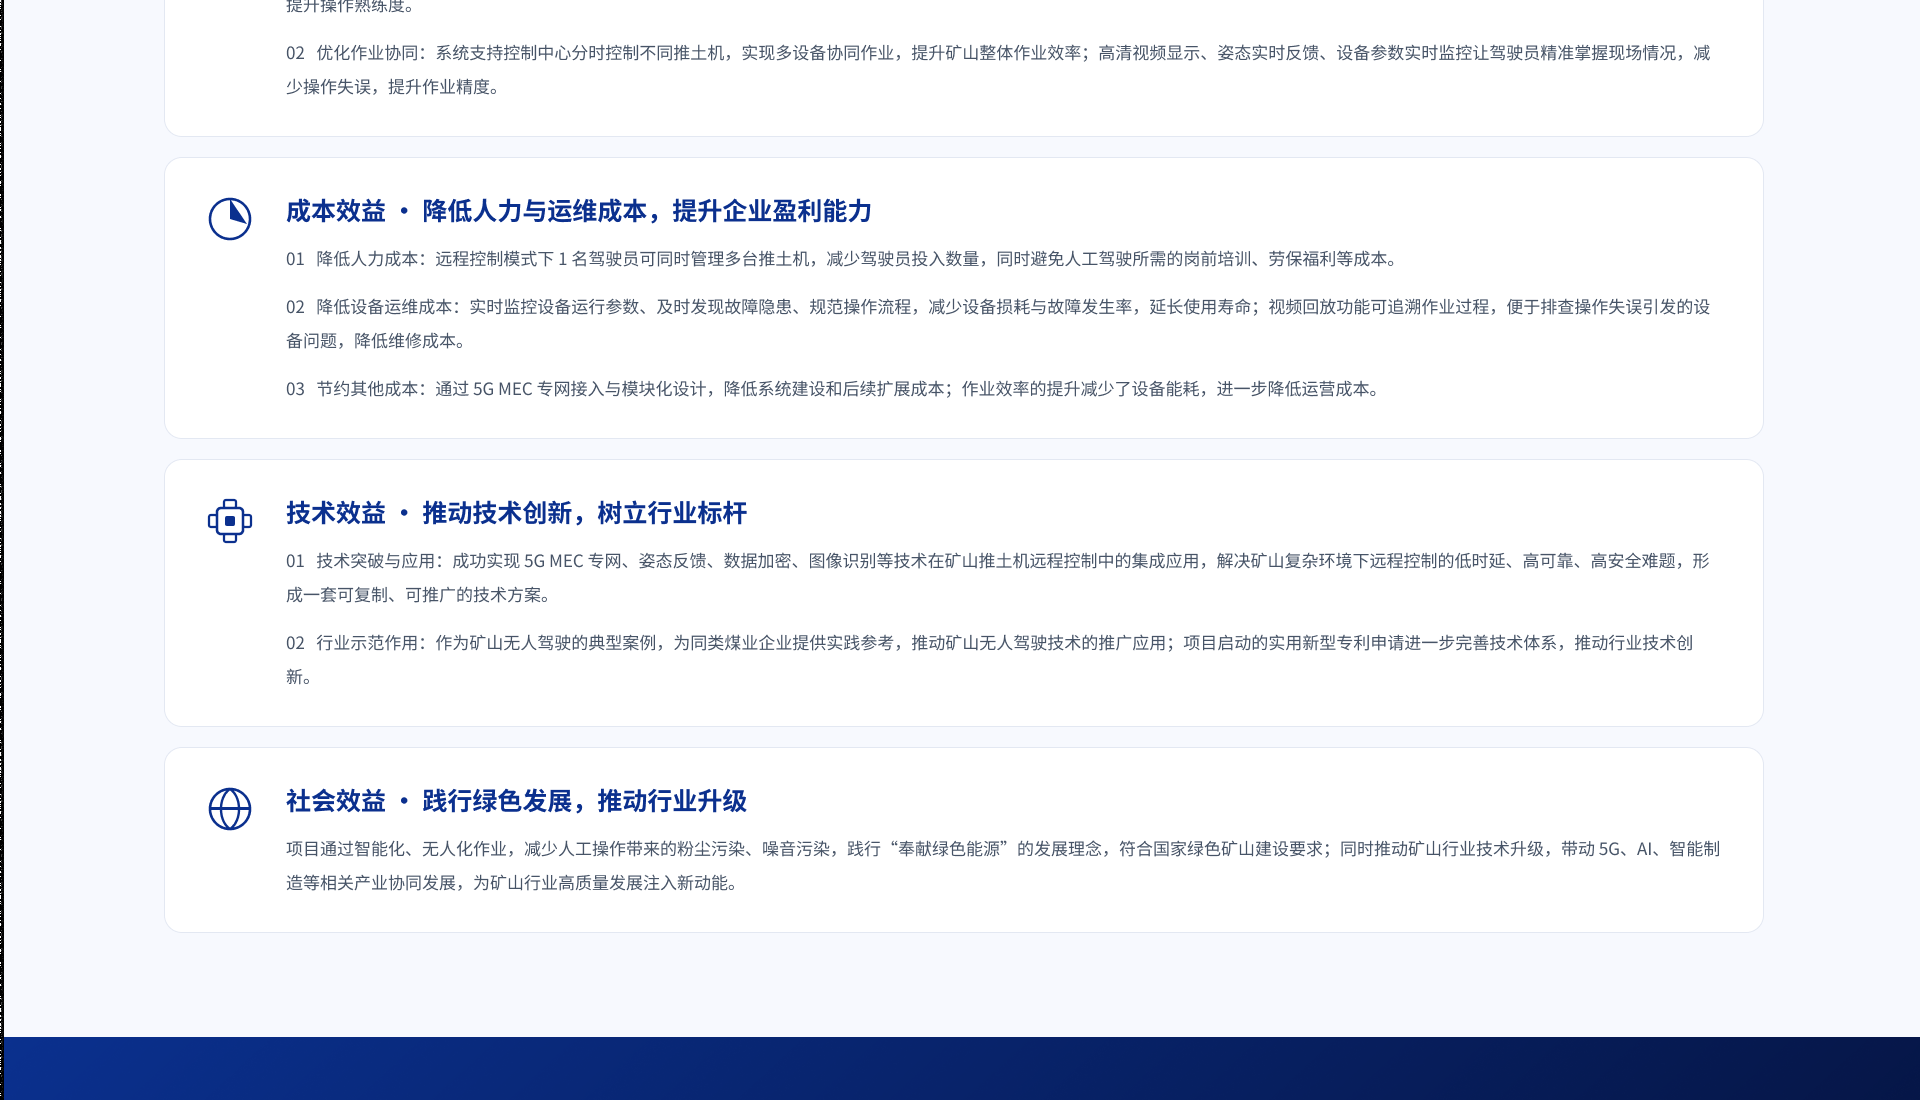 提升操作熟练度。
02 优化作业协同：系统支持控制中心分时控制不同推土机，实现多设备协同作业，提升矿山整体作业效率；高清视频显示、姿态实时反馈、设备参数实时监控让驾驶员精准掌握现场情况，减
少操作失误，提升作业精度。
成本效益 · 降低人力与运维成本，提升企业盈利能力
01 降低人力成本：远程控制模式下 1 名驾驶员可同时管理多台推土机，减少驾驶员投入数量，同时避免人工驾驶所需的岗前培训、劳保福利等成本。
02 降低设备运维成本：实时监控设备运行参数、及时发现故障隐患、规范操作流程，减少设备损耗与故障发生率，延长使用寿命；视频回放功能可追溯作业过程，便于排查操作失误引发的设
备问题，降低维修成本。
03 节约其他成本：通过 5G MEC 专网接入与模块化设计，降低系统建设和后续扩展成本；作业效率的提升减少了设备能耗，进一步降低运营成本。
技术效益 · 推动技术创新，树立行业标杆
01 技术突破与应用：成功实现 5G MEC 专网、姿态反馈、数据加密、图像识别等技术在矿山推土机远程控制中的集成应用，解决矿山复杂环境下远程控制的低时延、高可靠、高安全难题，形
成一套可复制、可推广的技术方案。
02 行业示范作用：作为矿山无人驾驶的典型案例，为同类煤业企业提供实践参考，推动矿山无人驾驶技术的推广应用；项目启动的实用新型专利申请进一步完善技术体系，推动行业技术创
新。
社会效益 · 践行绿色发展，推动行业升级
项目通过智能化、无人化作业，减少人工操作带来的粉尘污染、噪音污染，践行“奉献绿色能源”的发展理念，符合国家绿色矿山建设要求；同时推动矿山行业技术升级，带动 5G、AI、智能制
造等相关产业协同发展，为矿山行业高质量发展注入新动能。